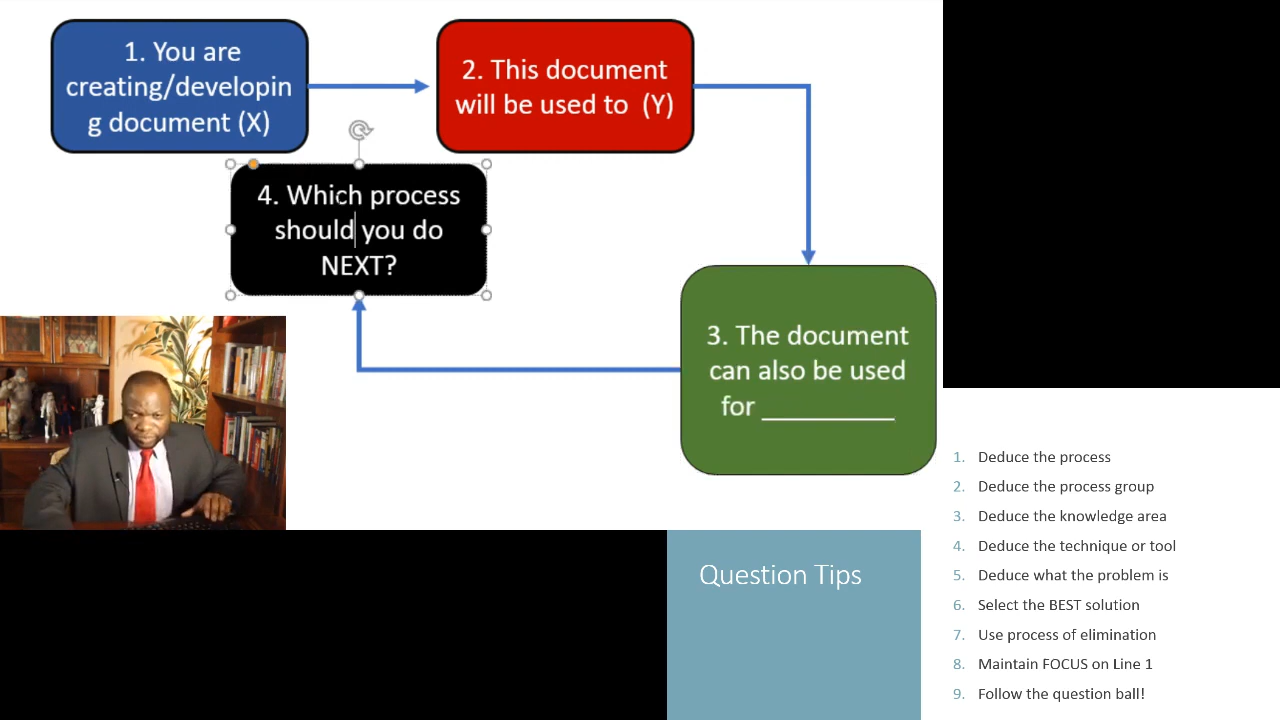 1. You are
creating/developin
g document (X)
2. This document
will be used to (Y)
4. Which process
should you do
NEXT?
3. The document
can also be used
for __________
Question Tips
1. Deduce the process
2. Deduce the process group
3. Deduce the knowledge area
4. Deduce the technique or tool
5. Deduce what the problem is
6. Select the BEST solution
7. Use process of elimination
8. Maintain FOCUS on Line 1
9. Follow the question ball!